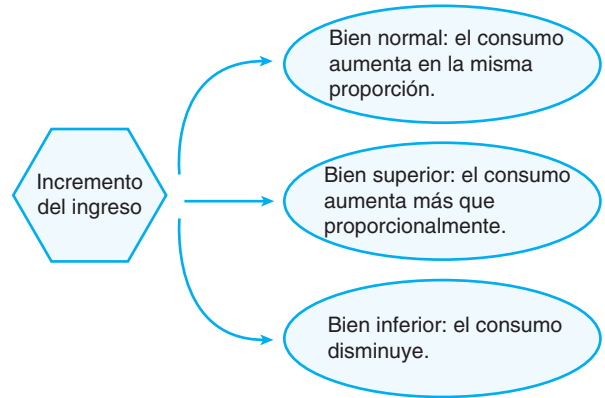 Incremento
del ingreso
Bien normal: el consumo
aumenta en la misma
proporción.
Bien superior: el consumo
aumenta más que
proporcionalmente.
Bien inferior: el consumo
disminuye.